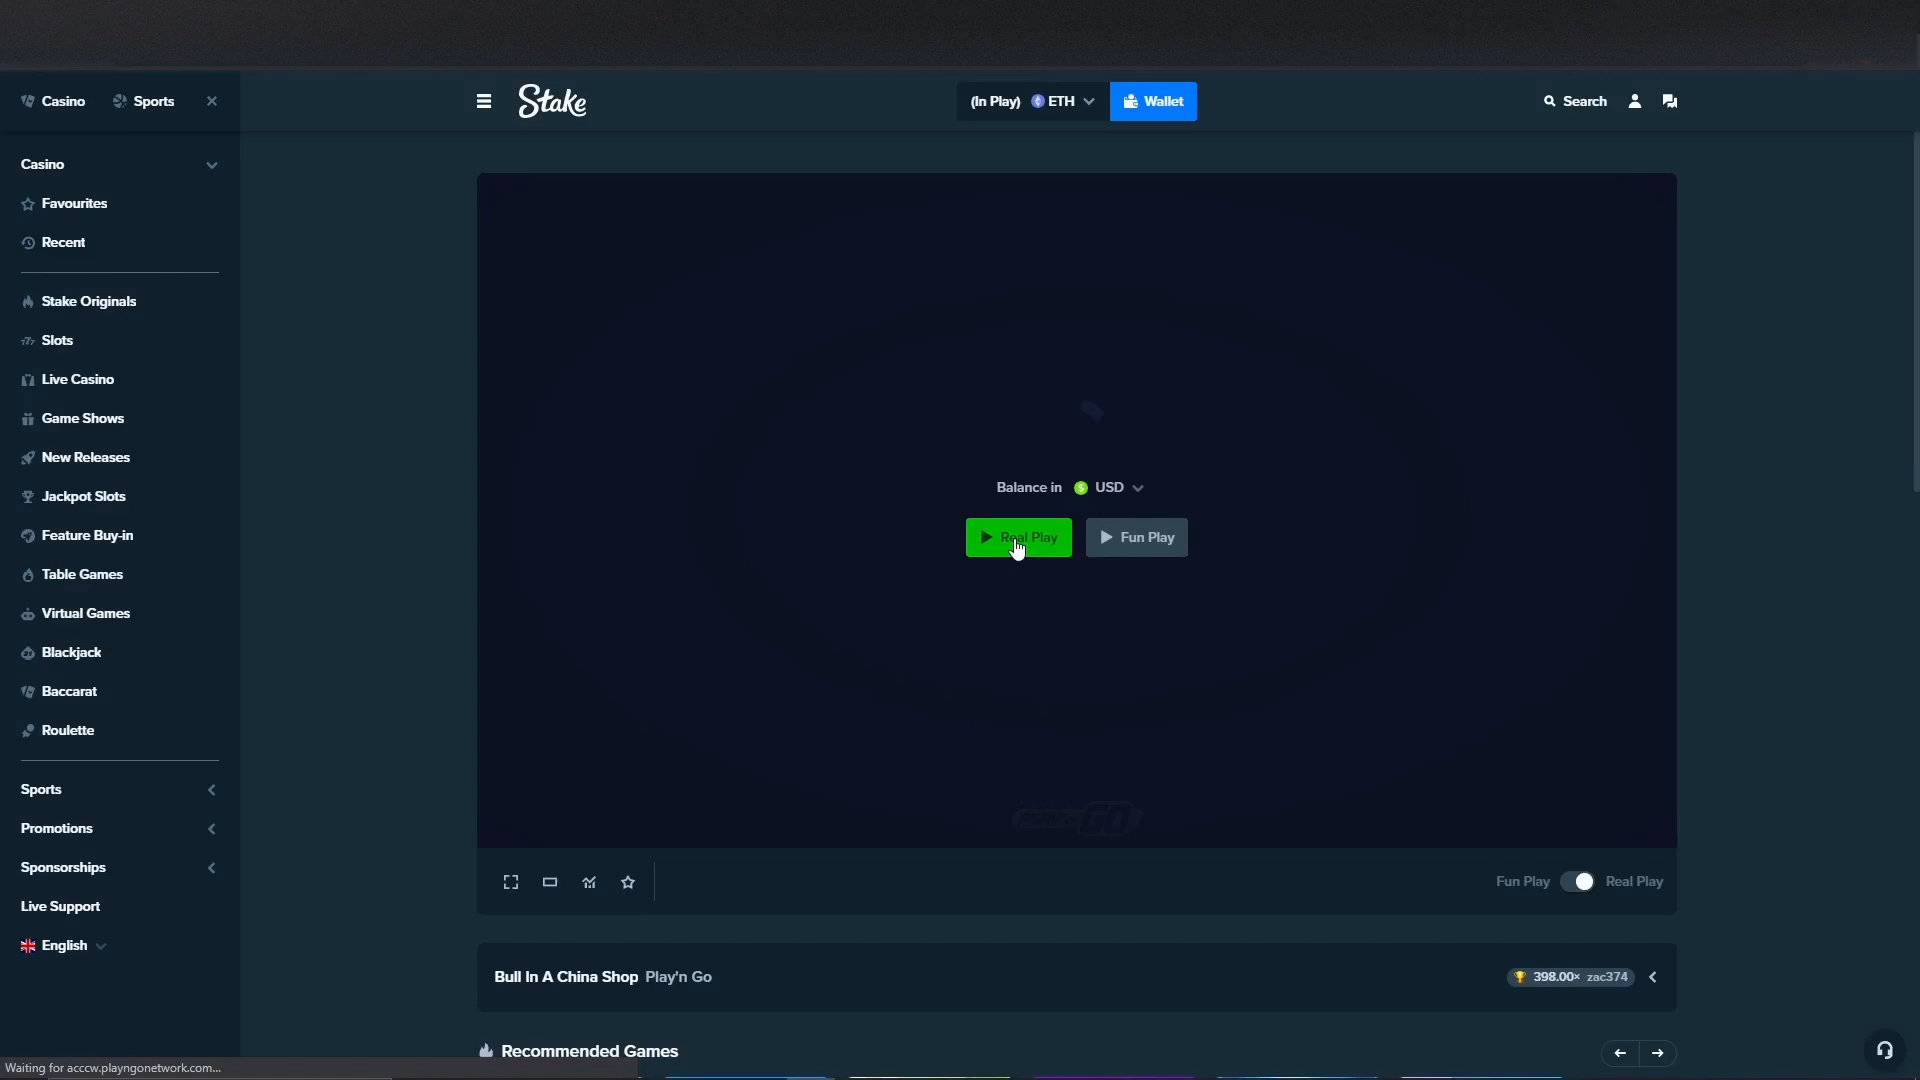 Casino
Sports
Stake
(In Play) ETH
Wallet
Search
Casino
Favourites
Recent
Stake Originals
Slots
Live Casino
Game Shows
New Releases
Jackpot Slots
Feature Buy-in
Table Games
Virtual Games
Blackjack
Baccarat
Roulette
Sports
Promotions
Sponsorships
Live Support
English
Balance in USD
Real Play
Fun Play
PLAY'n GO
Fun Play
Real Play
Bull In A China Shop Play'n Go
398.00× zac374
Recommended Games
Waiting for acccw.playngonetwork.com...